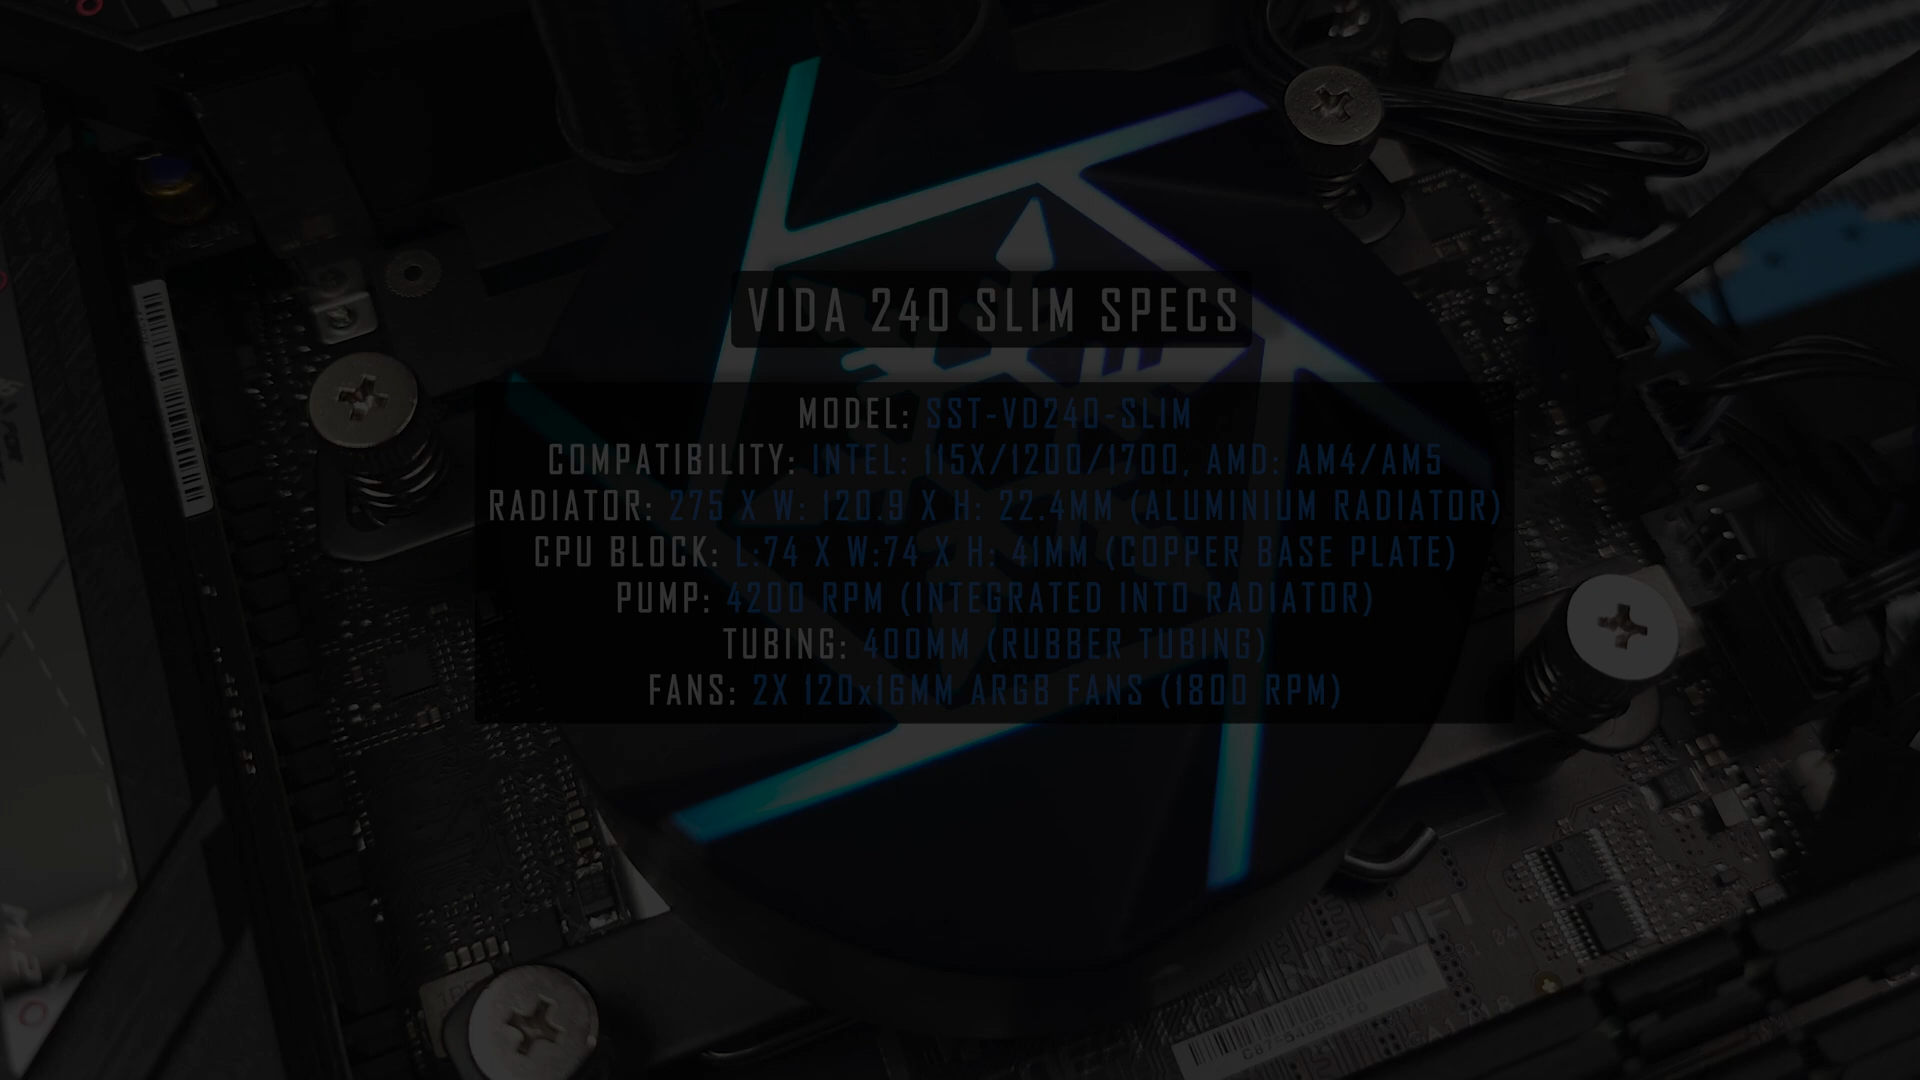 VIDA 240 SLIM SPECS
MODEL: SST-VD240-SLIM
COMPATIBILITY: INTEL: 115X/1200/1700, AMD: AM4/AM5
RADIATOR: 275 X W: 120.9 X H: 22.4MM (ALUMINIUM RADIATOR)
CPU BLOCK: L:74 X W:74 X H: 41MM (COPPER BASE PLATE)
PUMP: 4200 RPM (INTEGRATED INTO RADIATOR)
TUBING: 400MM (RUBBER TUBING)
FANS: 2X 120x16MM ARGB FANS (1800 RPM)
WIFI
M.2